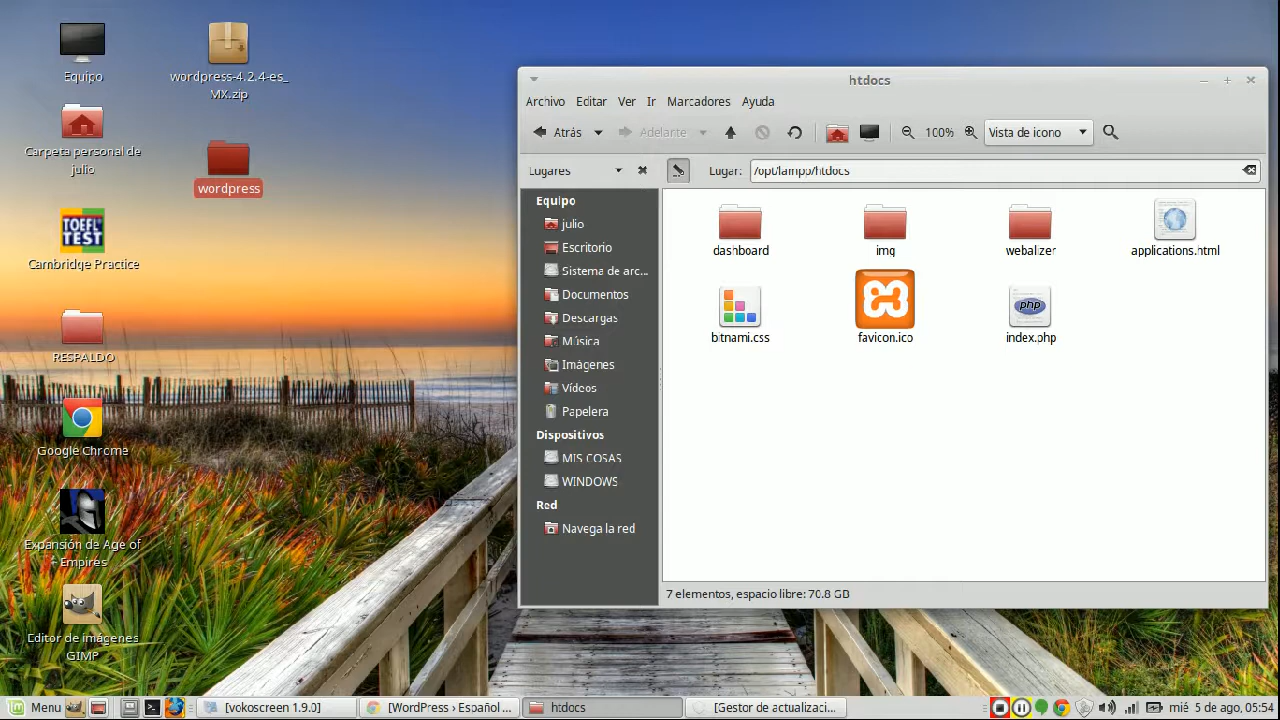 Equipo
wordpress-4.2.4-es_
MX.zip
Carpeta personal de
julio
wordpress
TOEFL
TEST
Cambridge Practice
RESPALDO
Google Chrome
Expansión de Age of
Empires
Editor de imágenes
GIMP
htdocs
Archivo Editar Ver Ir Marcadores Ayuda
Atrás Adelante 100% Vista de icono
Lugares Lugar: /opt/lampp/htdocs
Equipo
julio
Escritorio
Sistema de arc...
Documentos
Descargas
Música
Imágenes
Vídeos
Papelera
Dispositivos
MIS COSAS
WINDOWS
Red
Navega la red
dashboard img webalizer applications.html
php
bitnami.css favicon.ico index.php
7 elementos, espacio libre: 70.8 GB
Menu [vokoscreen 1.9.0] [WordPress › Español ... htdocs [Gestor de actualizaci... mié 5 de ago, 05:54